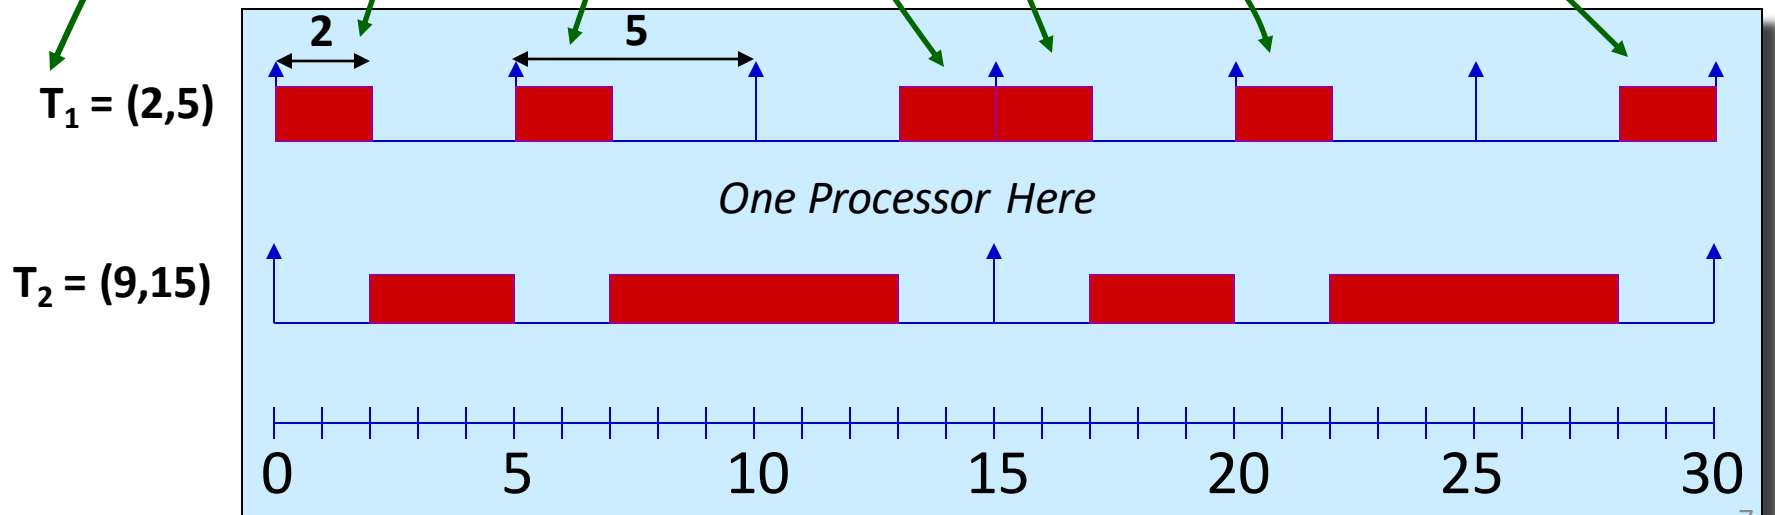 2 5
T₁ = (2,5)
One Processor Here
T₂ = (9,15)
0 5 10 15 20 25 30